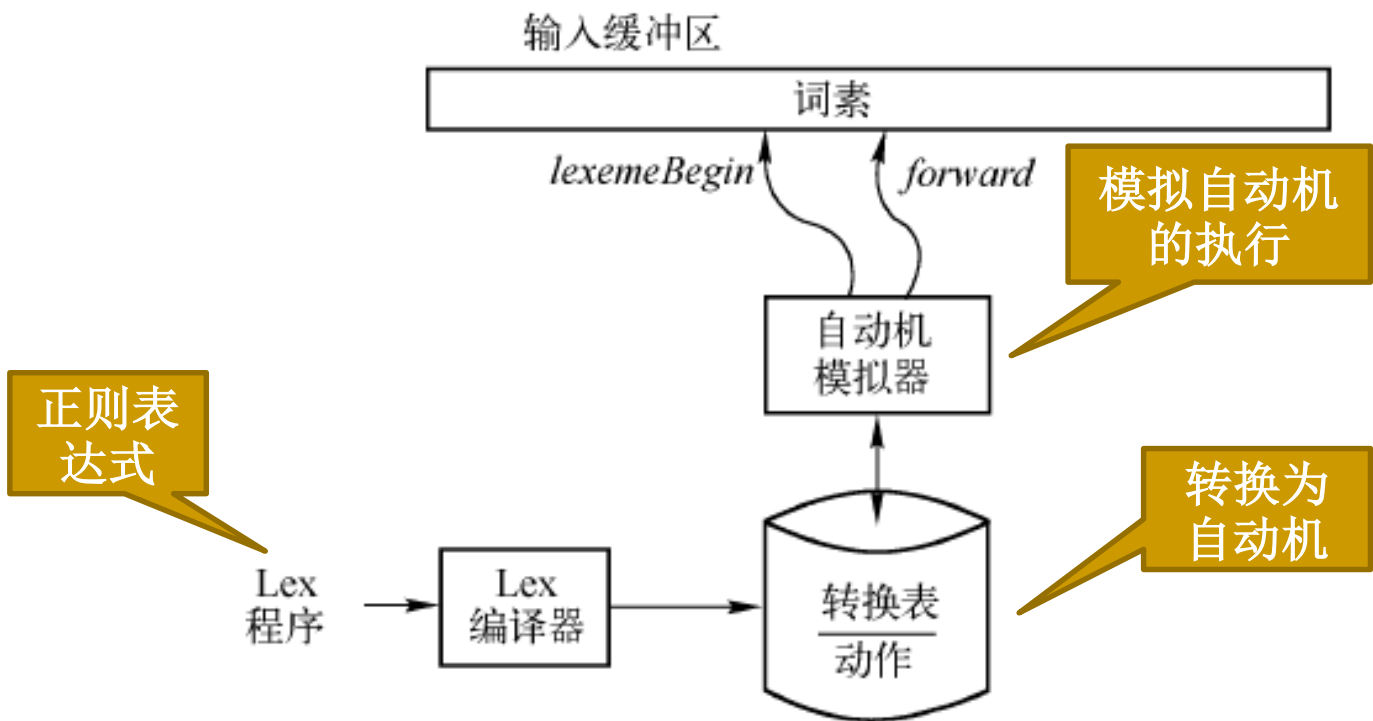 输入缓冲区
词素
lexemeBegin
forward
模拟自动机
的执行
自动机
模拟器
正则表
达式
转换为
自动机
Lex
程序
Lex
编译器
转换表
动作